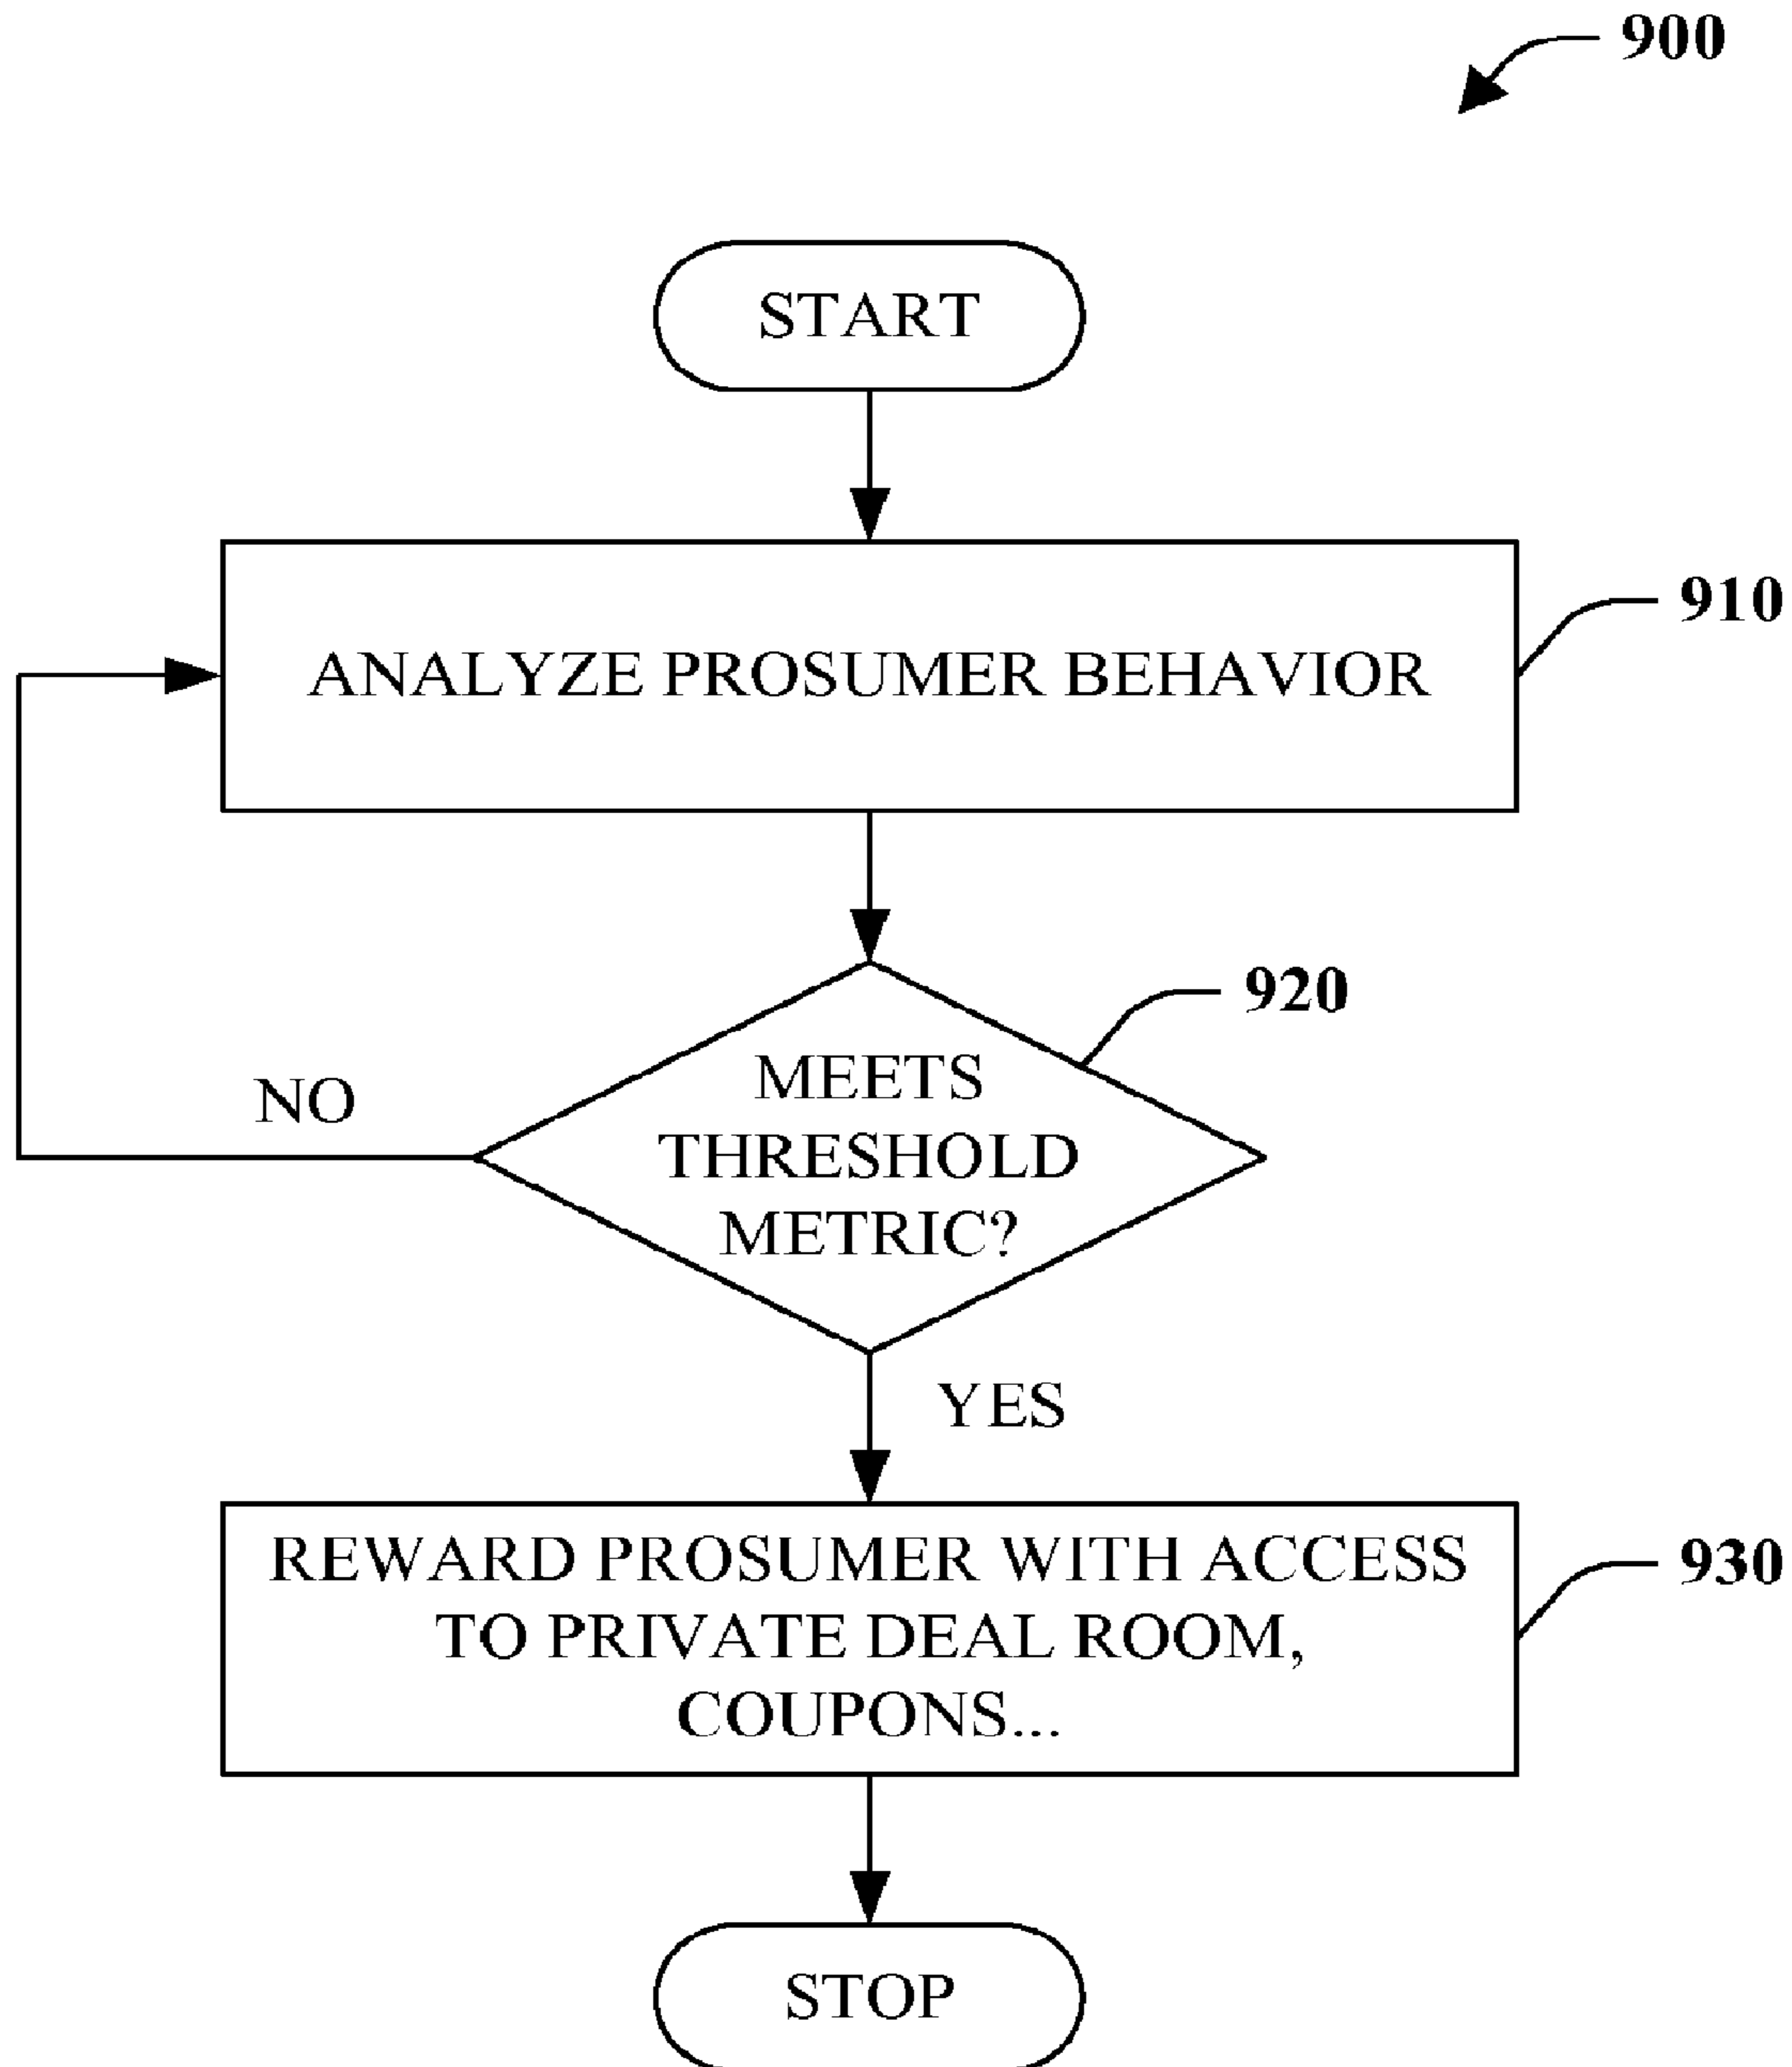 900
START
ANALYZE PROSUMER BEHAVIOR
910
920
MEETS
THRESHOLD
METRIC?
NO
YES
REWARD PROSUMER WITH ACCESS
TO PRIVATE DEAL ROOM,
COUPONS...
930
STOP